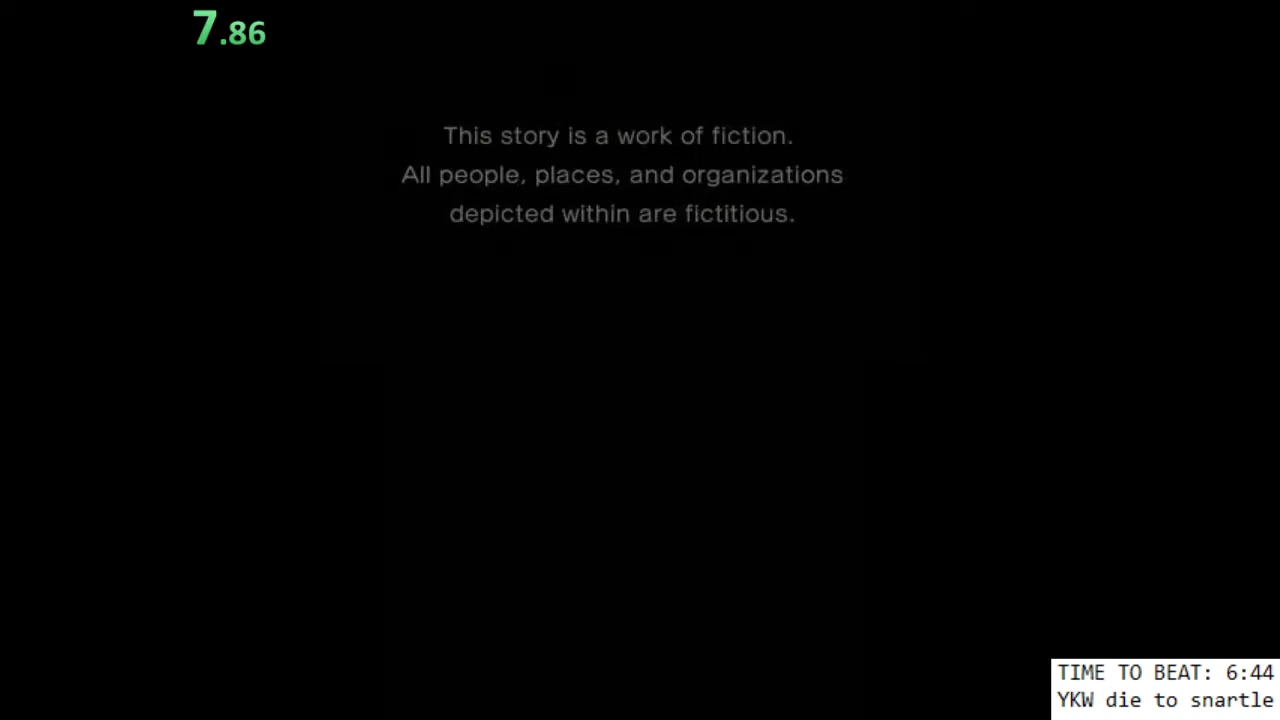 7.86
This story is a work of fiction.
All people, places, and organizations
depicted within are fictitious.
TIME TO BEAT: 6:44
YKW die to snartle